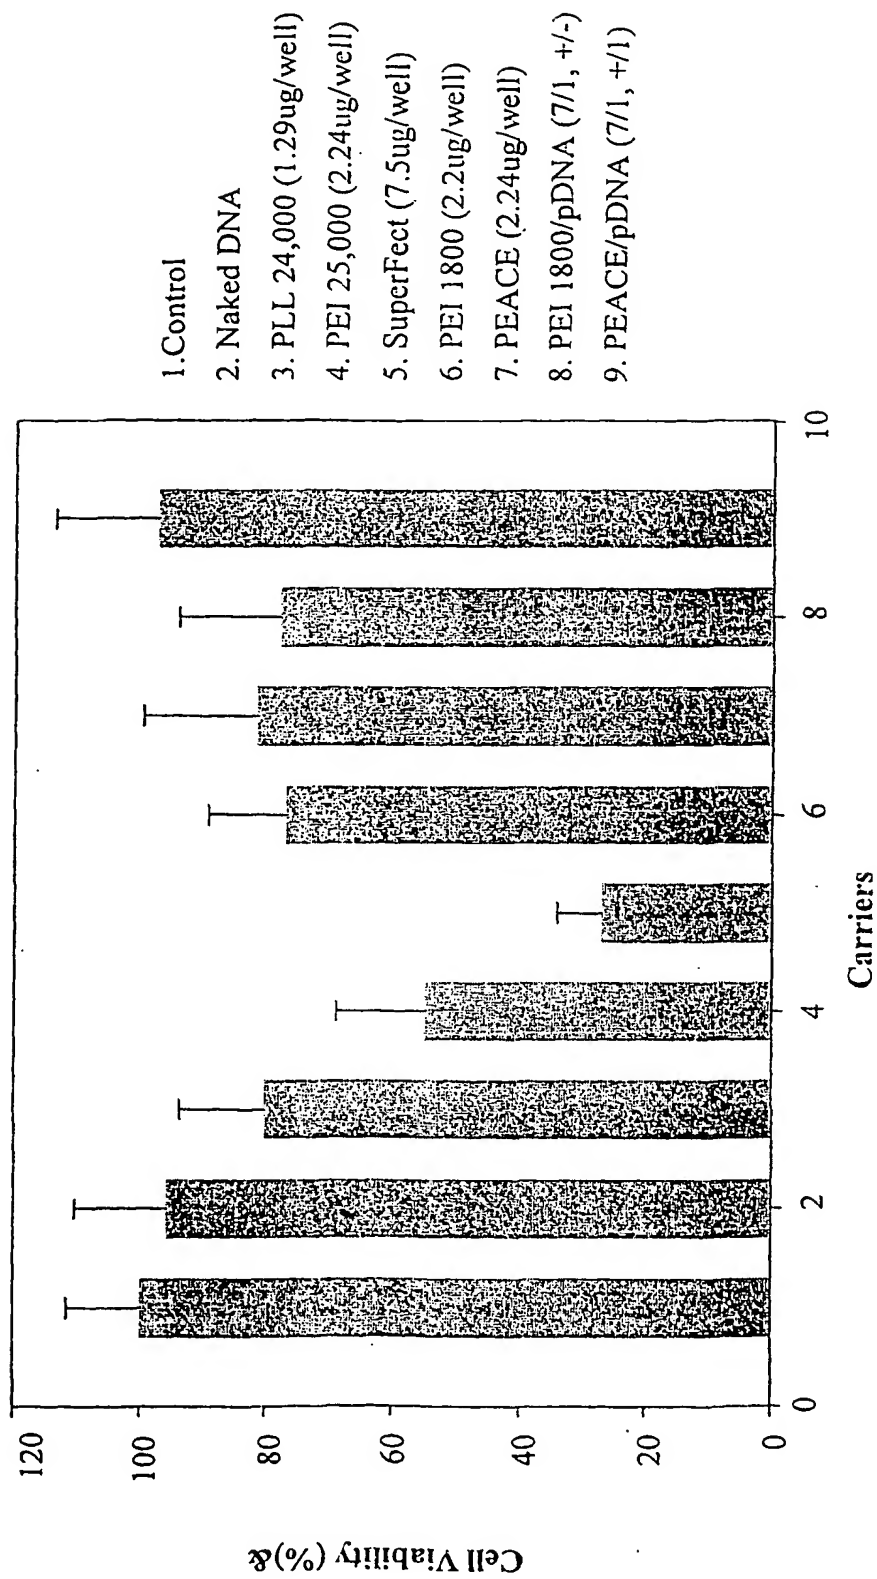 Cell Viability (%)&
120
100
80
60
40
20
0
0
2
4
6
8
10
Carriers
1.Control
2. Naked DNA
3. PLL 24,000 (1.29ug/well)
4. PEI 25,000 (2.24ug/well)
5. SuperFect (7.5ug/well)
6. PEI 1800 (2.2ug/well)
7. PEACE (2.24ug/well)
8. PEI 1800/pDNA (7/1, +/-)
9. PEACE/pDNA (7/1, +/1)